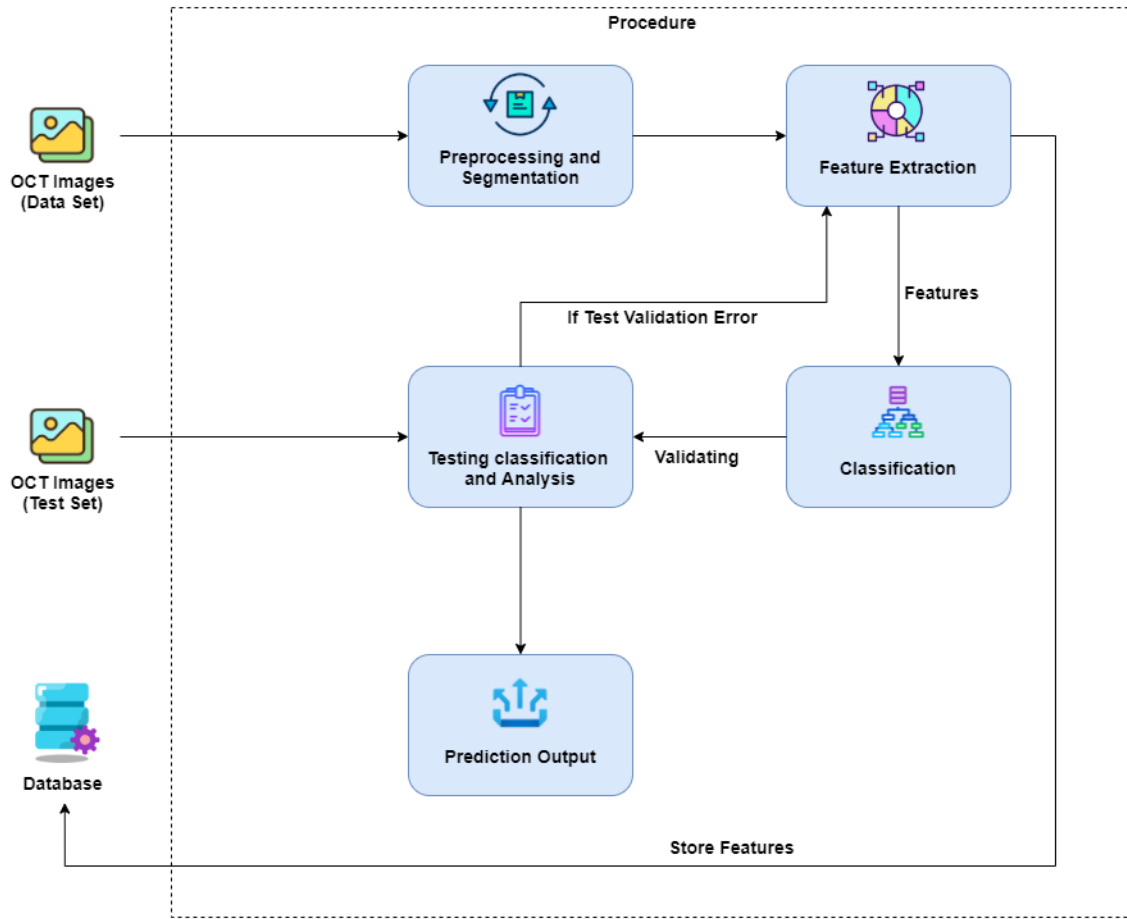 Procedure
OCT Images
(Data Set)
Preprocessing and
Segmentation
Feature Extraction
If Test Validation Error
Features
OCT Images
(Test Set)
Testing classification
and Analysis
Validating
Classification
Database
Prediction Output
Store Features